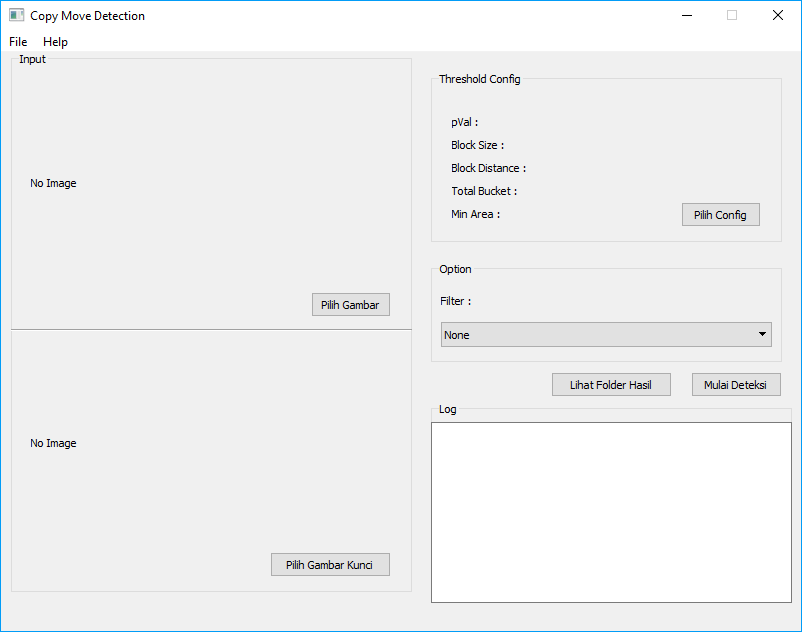 Copy Move Detection
File Help
Input
No Image
Pilih Gambar
No Image
Pilih Gambar Kunci
Threshold Config
pVal :
Block Size :
Block Distance :
Total Bucket :
Min Area :
Pilih Config
Option
Filter :
None
Lihat Folder Hasil
Mulai Deteksi
Log